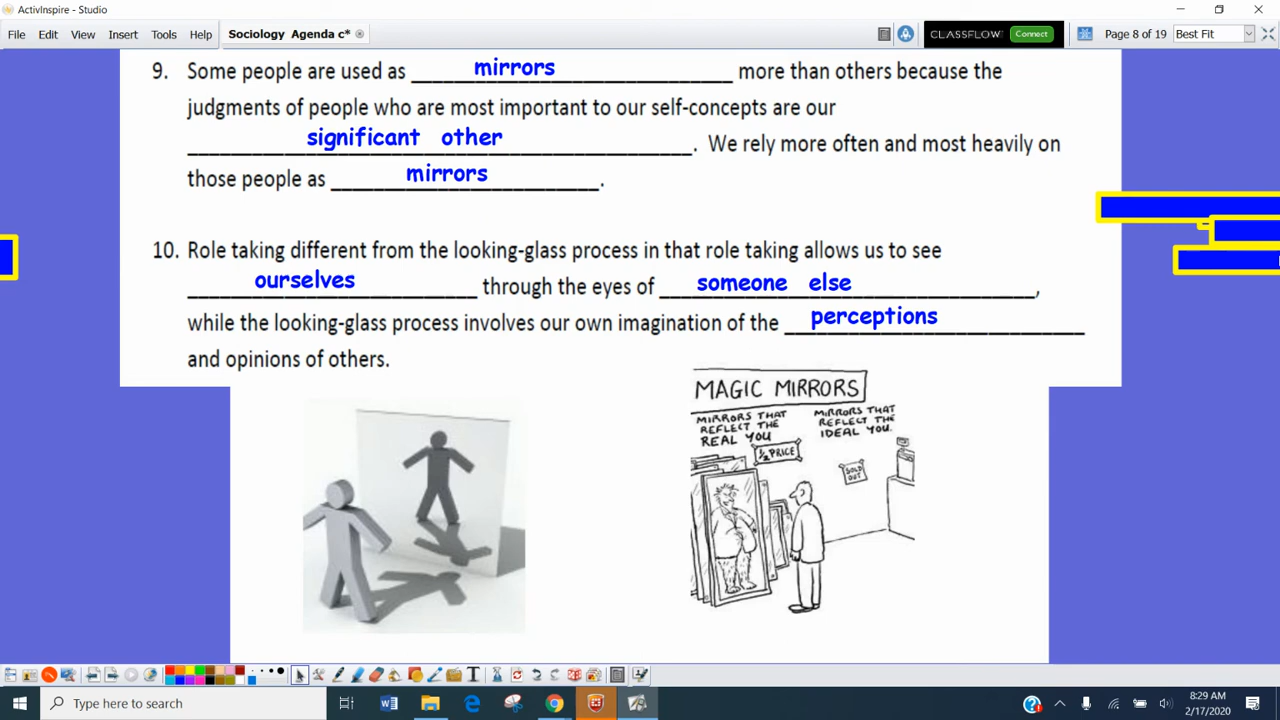 ActivInspire - Studio
File Edit View Insert Tools Help Sociology Agenda c* CLASSFLOW Connect Page 8 of 19 Best Fit
9. Some people are used as mirrors more than others because the
judgments of people who are most important to our self-concepts are our
significant other. We rely more often and most heavily on
those people as mirrors.
10. Role taking different from the looking-glass process in that role taking allows us to see
ourselves through the eyes of someone else,
while the looking-glass process involves our own imagination of the perceptions
and opinions of others.
MAGIC MIRRORS
MIRRORS THAT
REFLECT THE
REAL YOU
1/2 PRICE
MIRRORS THAT
REFLECT THE
IDEAL YOU.
SOLD
OUT
Type here to search
8:29 AM
2/17/2020